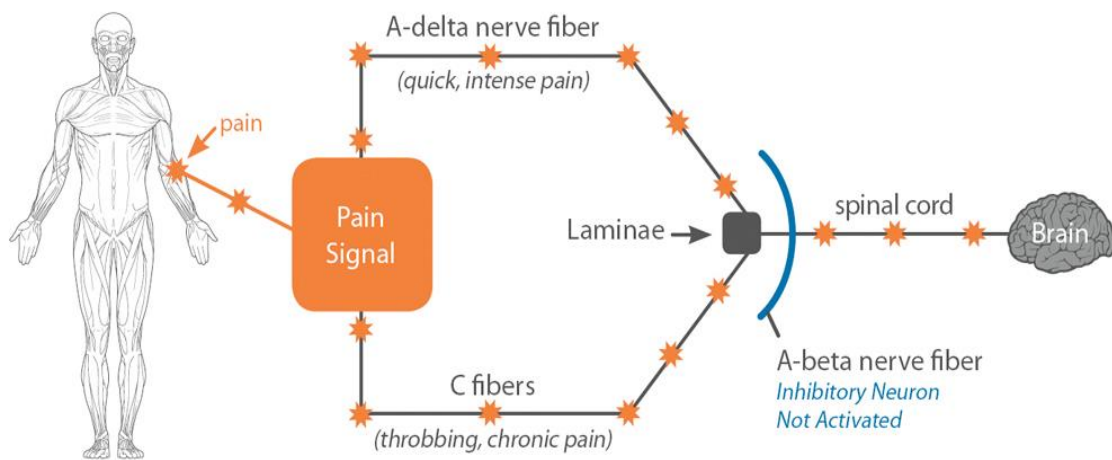 A-delta nerve fiber
(quick, intense pain)
pain
Pain
Signal
Laminae
spinal cord
Brain
A-beta nerve fiber
Inhibitory Neuron
Not Activated
C fibers
(throbbing, chronic pain)